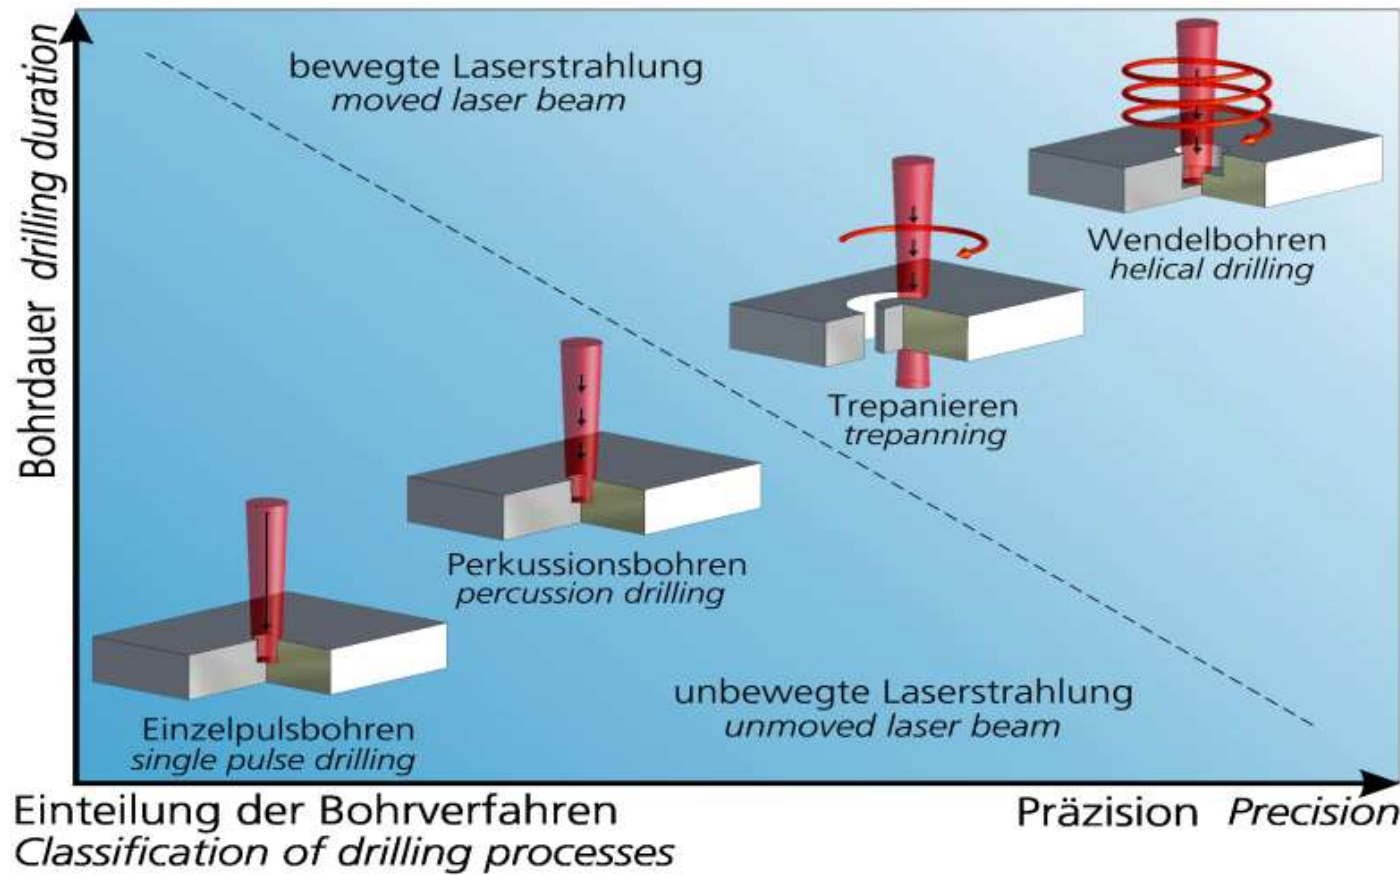 Bohrdauer drilling duration
bewegte Laserstrahlung
moved laser beam
Wendelbohren
helical drilling
Trepanieren
trepanning
Perkussionsbohren
percussion drilling
unbewegte Laserstrahlung
unmoved laser beam
Einzelpulsbohren
single pulse drilling
Einteilung der Bohrverfahren
Classification of drilling processes
Präzision Precision